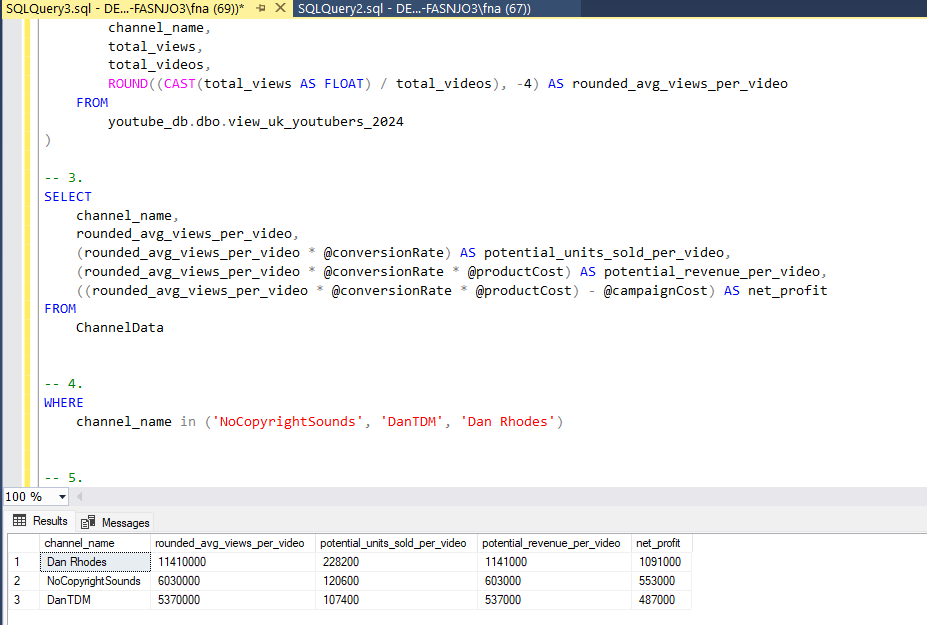 SQLQuery3.sql - DE...-FASNJO3\fna (69))* SQLQuery2.sql - DE...-FASNJO3\fna (67))
channel_name,
total_views,
total_videos,
ROUND((CAST(total_views AS FLOAT) / total_videos), -4) AS rounded_avg_views_per_video
FROM
youtube_db.dbo.view_uk_youtubers_2024
)
-- 3.
SELECT
channel_name,
rounded_avg_views_per_video,
(rounded_avg_views_per_video * @conversionRate) AS potential_units_sold_per_video,
(rounded_avg_views_per_video * @conversionRate * @productCost) AS potential_revenue_per_video,
((rounded_avg_views_per_video * @conversionRate * @productCost) - @campaignCost) AS net_profit
FROM
ChannelData
-- 4.
WHERE
channel_name in ('NoCopyrightSounds', 'DanTDM', 'Dan Rhodes')
-- 5.
100 %
Results Messages
channel_name rounded_avg_views_per_video potential_units_sold_per_video potential_revenue_per_video net_profit
1 Dan Rhodes 11410000 228200 1141000 1091000
2 NoCopyrightSounds 6030000 120600 603000 553000
3 DanTDM 5370000 107400 537000 487000